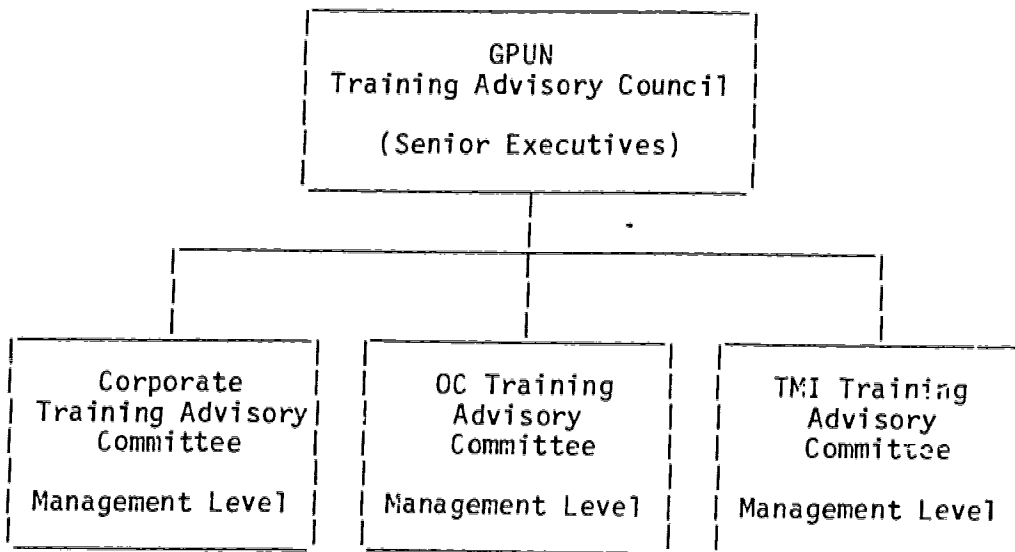 GPUN
Training Advisory Council
(Senior Executives)
Corporate
Training Advisory
Committee
Management Level
OC Training
Advisory
Committee
Management Level
TMI Training
Advisory
Committee
Management Level